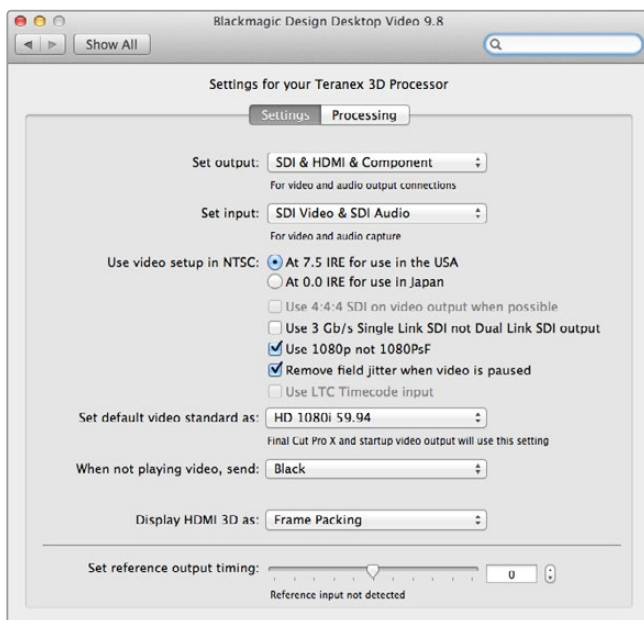 Blackmagic Design Desktop Video 9.8
Show All
Settings for your Teranex 3D Processor
Settings Processing
Set output: SDI & HDMI & Component
For video and audio output connections
Set input: SDI Video & SDI Audio
For video and audio capture
Use video setup in NTSC: At 7.5 IRE for use in the USA
At 0.0 IRE for use in Japan
Use 4:4:4 SDI on video output when possible
Use 3 Gb/s Single Link SDI not Dual Link SDI output
Use 1080p not 1080PsF
Remove field jitter when video is paused
Use LTC Timecode input
Set default video standard as: HD 1080i 59.94
Final Cut Pro X and startup video output will use this setting
When not playing video, send: Black
Display HDMI 3D as: Frame Packing
Set reference output timing: 0
Reference input not detected